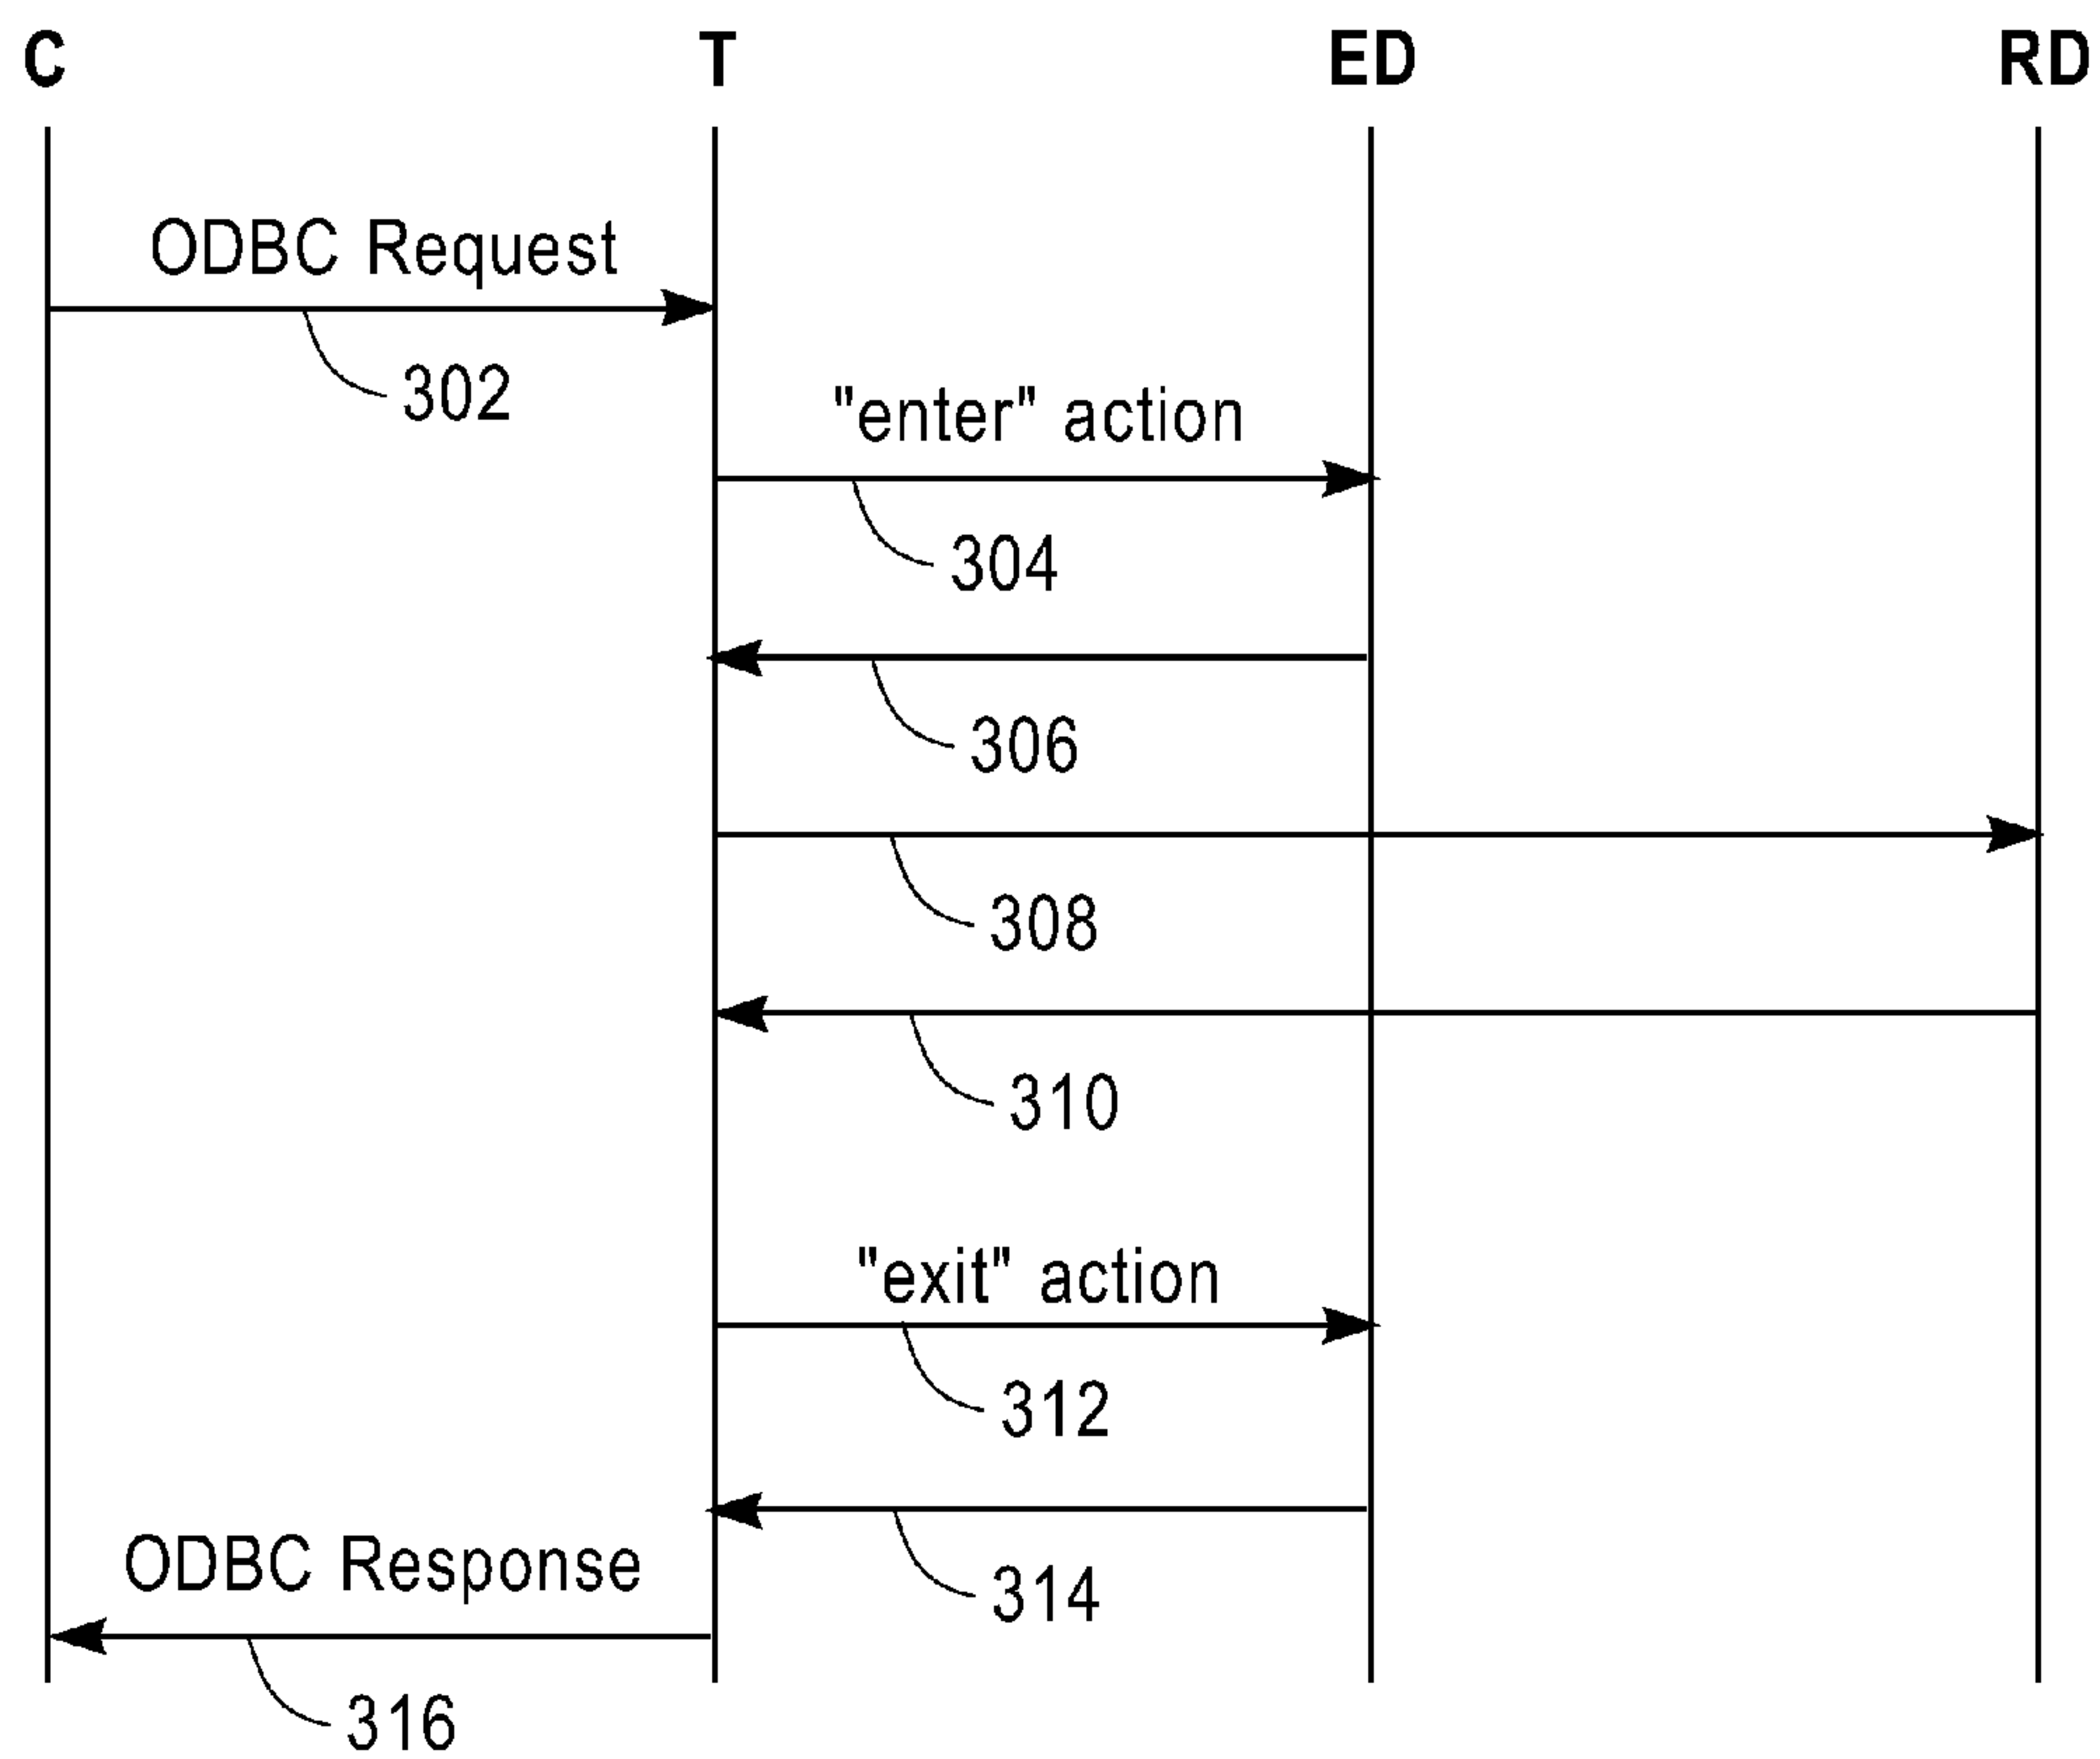 C T ED RD
ODBC Request
302
"enter" action
304
306
308
310
"exit" action
312
314
ODBC Response
316